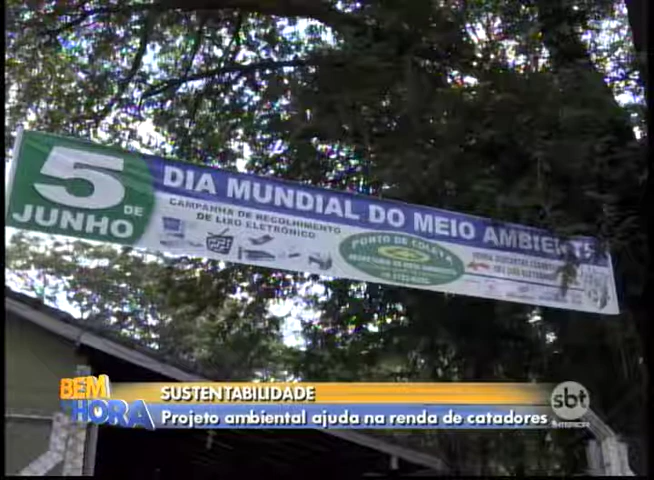 5 DE JUNHO
DIA MUNDIAL DO MEIO AMBIENTE
CAMPANHA DE RECOLHIMENTO
DE LIXO ELETRÔNICO
PONTO DE COLETA
BEM
HORA
SUSTENTABILIDADE
Projeto ambiental ajuda na renda de catadores
sbt
INTERIOR